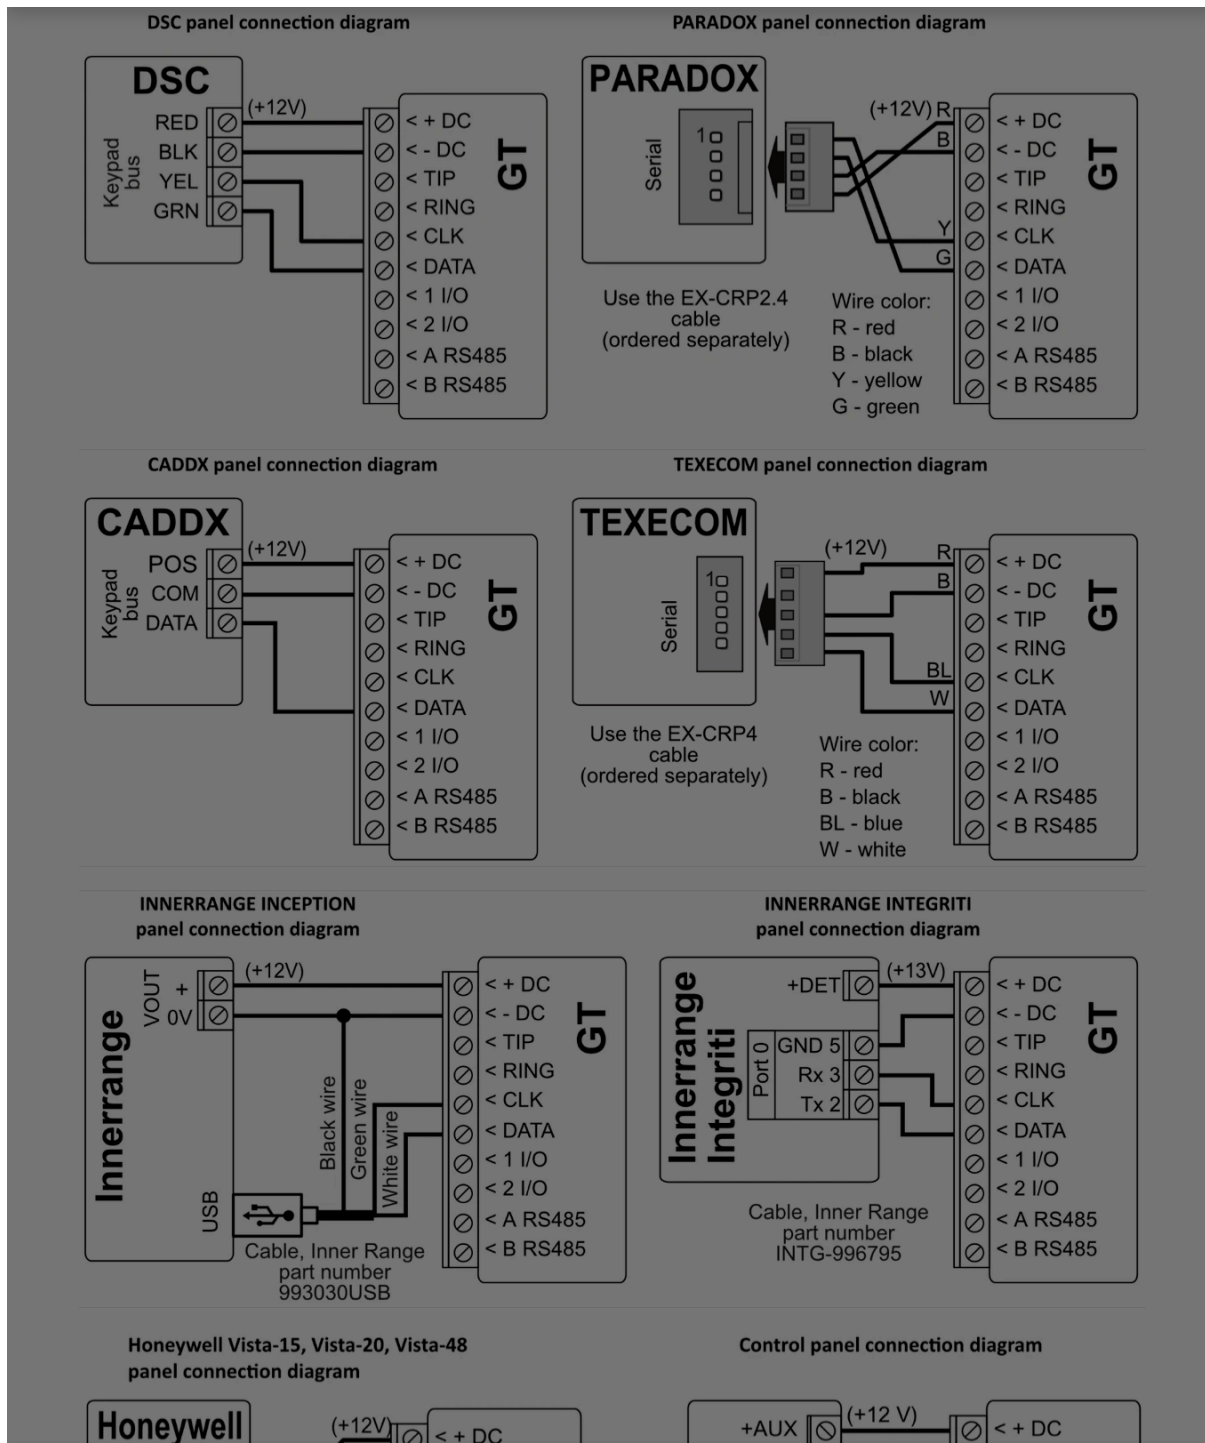 DSC panel connection diagram
DSC
Keypad
bus
RED
BLK
YEL
GRN
(+12V)
< + DC
< - DC
< TIP
< RING
< CLK
< DATA
< 1 I/O
< 2 I/O
< A RS485
< B RS485
GT
PARADOX panel connection diagram
PARADOX
Serial
1
(+12V) R
B
Y
G
< + DC
< - DC
< TIP
< RING
< CLK
< DATA
< 1 I/O
< 2 I/O
< A RS485
< B RS485
GT
Use the EX-CRP2.4
cable
(ordered separately)
Wire color:
R - red
B - black
Y - yellow
G - green
CADDX panel connection diagram
CADDX
Keypad
bus
POS
COM
DATA
(+12V)
< + DC
< - DC
< TIP
< RING
< CLK
< DATA
< 1 I/O
< 2 I/O
< A RS485
< B RS485
GT
TEXECOM panel connection diagram
TEXECOM
Serial
1
(+12V)
R
B
BL
W
< + DC
< - DC
< TIP
< RING
< CLK
< DATA
< 1 I/O
< 2 I/O
< A RS485
< B RS485
GT
Use the EX-CRP4
cable
(ordered separately)
Wire color:
R - red
B - black
BL - blue
W - white
INNERRANGE INCEPTION
panel connection diagram
Innerrange
VOUT
+
0V
(+12V)
USB
Black wire
Green wire
White wire
< + DC
< - DC
< TIP
< RING
< CLK
< DATA
< 1 I/O
< 2 I/O
< A RS485
< B RS485
GT
Cable, Inner Range
part number
993030USB
INNERRANGE INTEGRITI
panel connection diagram
Innerrange
Integriti
+DET
(+13V)
Port 0
GND 5
Rx 3
Tx 2
< + DC
< - DC
< TIP
< RING
< CLK
< DATA
< 1 I/O
< 2 I/O
< A RS485
< B RS485
GT
Cable, Inner Range
part number
INTG-996795
Honeywell Vista-15, Vista-20, Vista-48
panel connection diagram
Honeywell
(+12V)
< + DC
Control panel connection diagram
+AUX
(+12 V)
< + DC